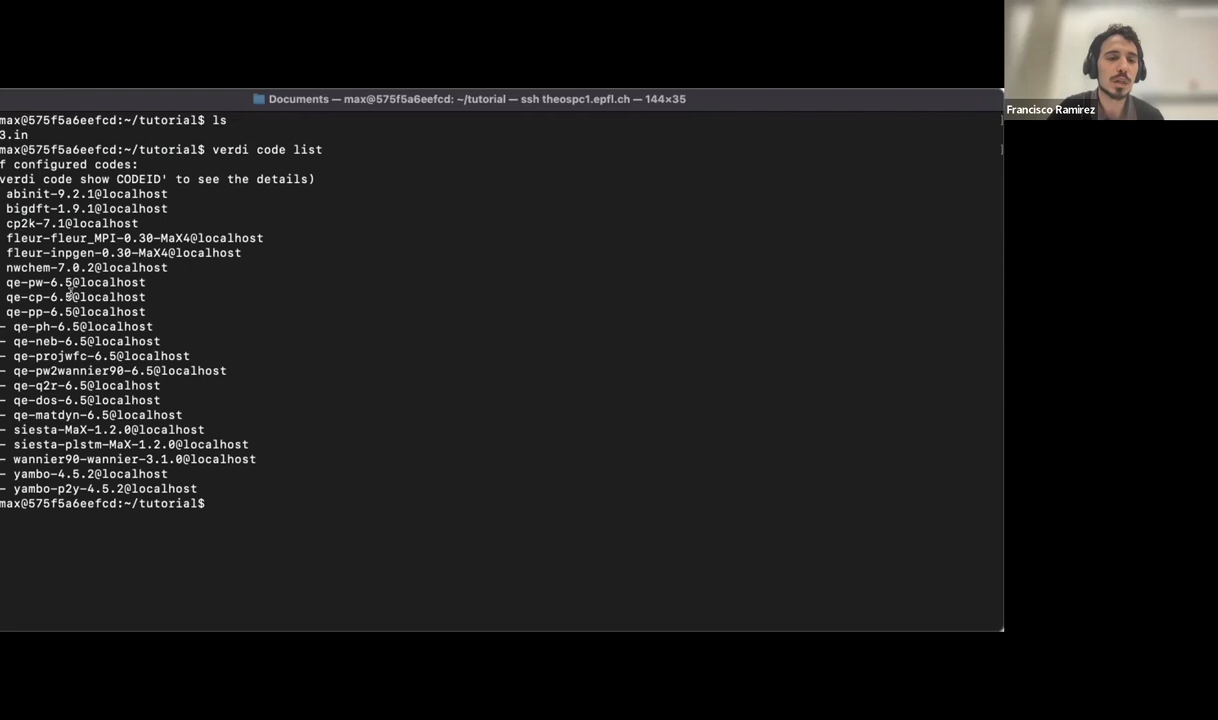 Documents — max@575f5a6eefcd: ~/tutorial — ssh theospc1.epfl.ch — 144×35
max@575f5a6eefcd:~/tutorial$ ls
3.in
max@575f5a6eefcd:~/tutorial$ verdi code list
f configured codes:
verdi code show CODEID' to see the details)
abinit-9.2.1@localhost
bigdft-1.9.1@localhost
cp2k-7.1@localhost
fleur-fleur_MPI-0.30-MaX4@localhost
fleur-inpgen-0.30-MaX4@localhost
nwchem-7.0.2@localhost
qe-pw-6.5@localhost
qe-cp-6.5@localhost
qe-pp-6.5@localhost
- qe-ph-6.5@localhost
- qe-neb-6.5@localhost
- qe-projwfc-6.5@localhost
- qe-pw2wannier90-6.5@localhost
- qe-q2r-6.5@localhost
- qe-dos-6.5@localhost
- qe-matdyn-6.5@localhost
- siesta-MaX-1.2.0@localhost
- siesta-plstm-MaX-1.2.0@localhost
- wannier90-wannier-3.1.0@localhost
- yambo-4.5.2@localhost
- yambo-p2y-4.5.2@localhost
max@575f5a6eefcd:~/tutorial$
Francisco Ramirez